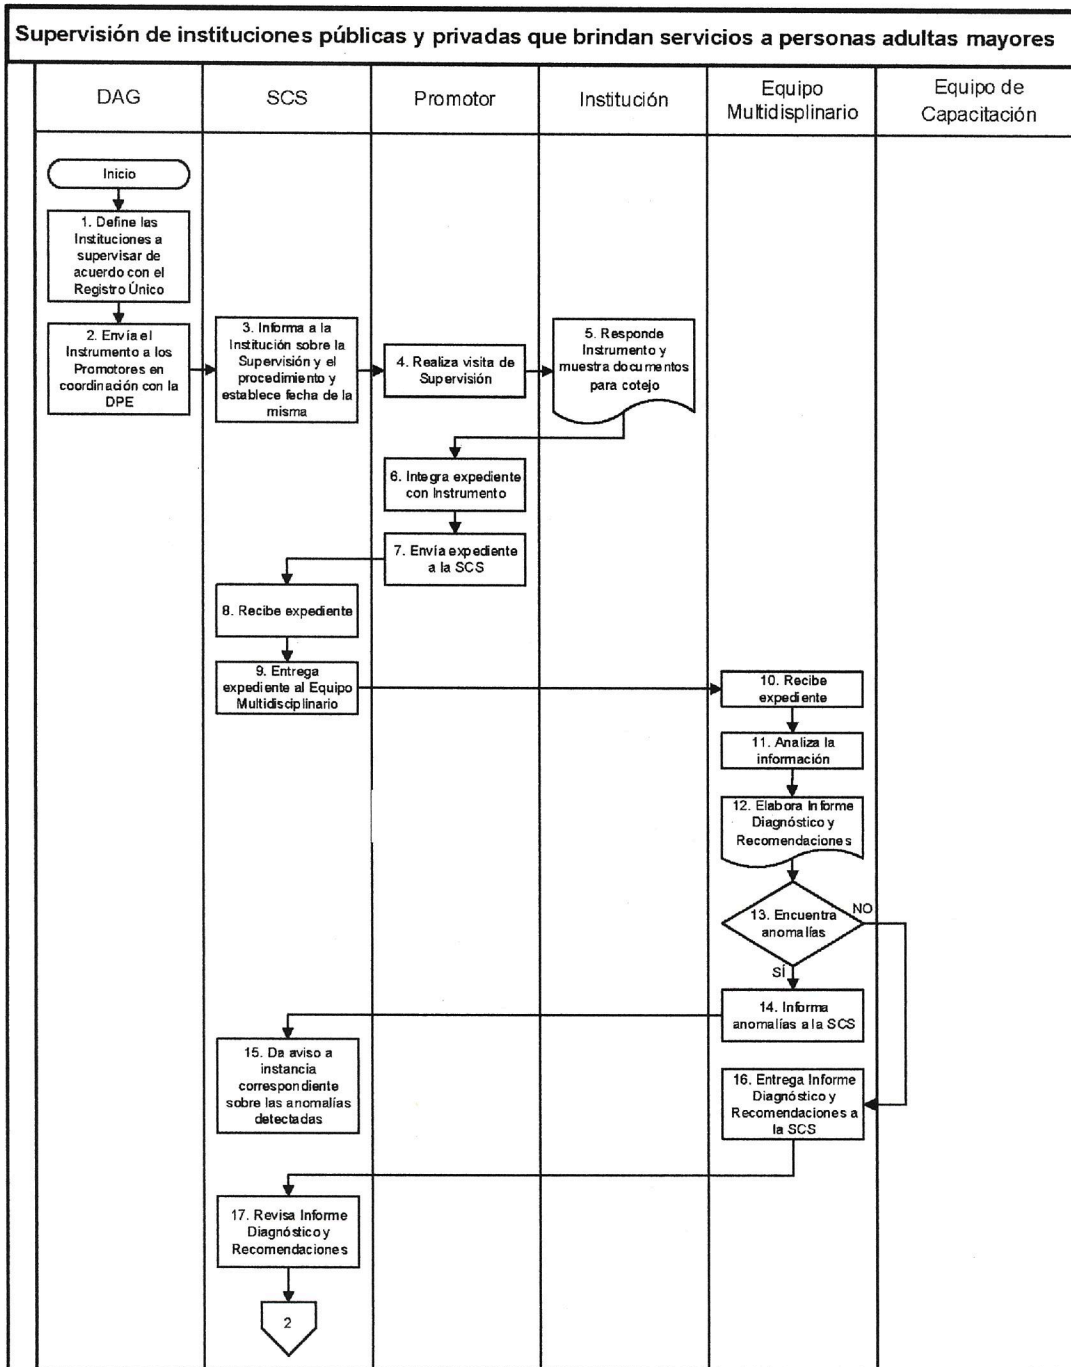 Supervisión de instituciones públicas y privadas que brindan servicios a personas adultas mayores
DAG
SCS
Promotor
Institución
Equipo
Multidisplinario
Equipo de
Capacitación
Inicio
1. Define las
Instituciones a
supervisar de
acuerdo con el
Registro Único
2. Envía el
Instrumento a los
Promotores en
coordinación con la
DPE
3. Informa a la
Institución sobre la
Supervisión y el
procedimiento y
establece fecha de la
misma
4. Realiza visita de
Supervisión
5. Responde
Instrumento y
muestra documentos
para cotejo
6. Integra expediente
con Instrumento
7. Envía expediente
a la SCS
8. Recibe expediente
9. Entrega
expediente al Equipo
Multidisciplinario
10. Recibe
expediente
11. Analiza la
información
12. Elabora Informe
Diagnóstico y
Recomendaciones
13. Encuentra
anomalías
NO
SÍ
14. Informa
anomalías a la SCS
15. Da aviso a
instancia
correspondiente
sobre las anomalías
detectadas
16. Entrega Informe
Diagnóstico y
Recomendaciones a
la SCS
17. Revisa Informe
Diagnóstico y
Recomendaciones
2